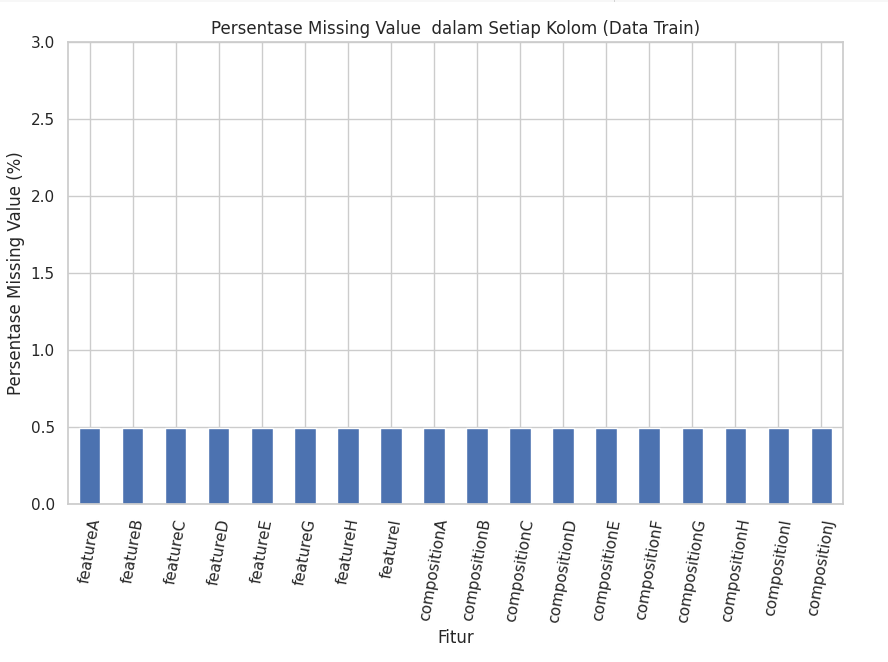 Persentase Missing Value  dalam Setiap Kolom (Data Train)
Persentase Missing Value (%)
3.0
2.5
2.0
1.5
1.0
0.5
0.0
featureA
featureB
featureC
featureD
featureE
featureG
featureH
featureI
compositionA
compositionB
compositionC
compositionD
compositionE
compositionF
compositionG
compositionH
compositionI
compositionJ
Fitur